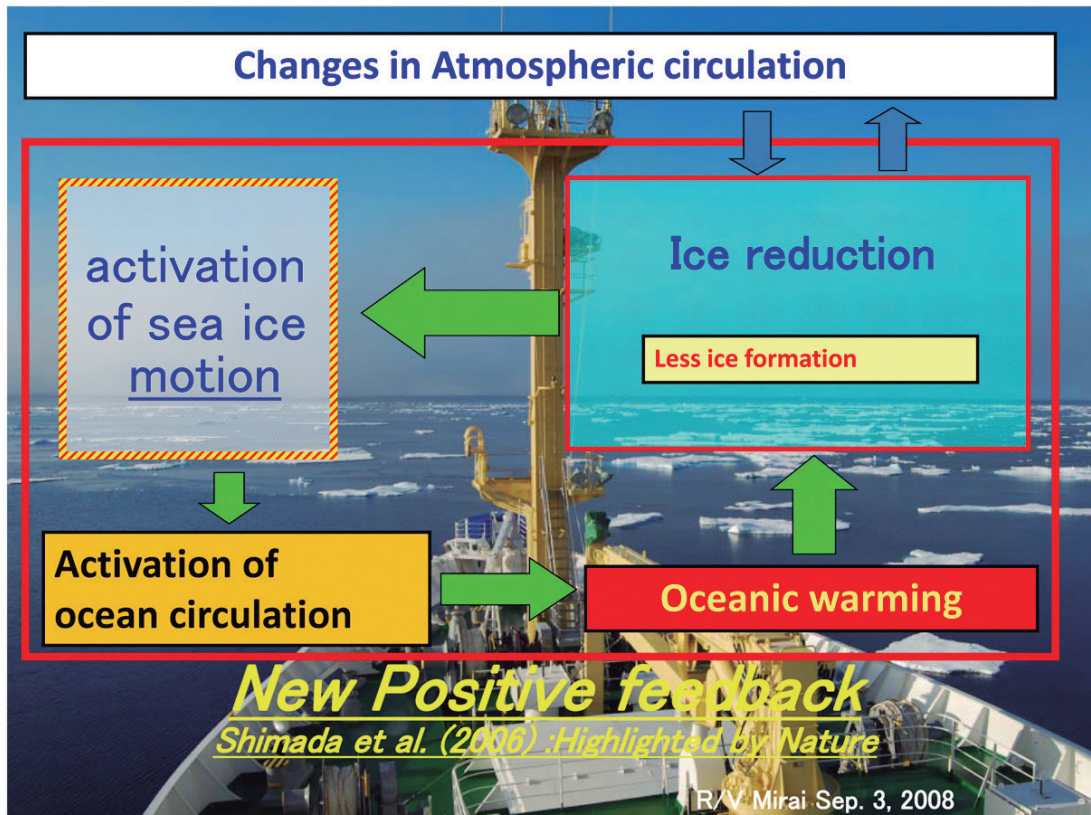 Changes in Atmospheric circulation
activation
of sea ice
motion
Ice reduction
Less ice formation
Activation of
ocean circulation
Oceanic warming
New Positive feedback
Shimada et al. (2006) :Highlighted by Nature
R/V Mirai Sep. 3, 2008